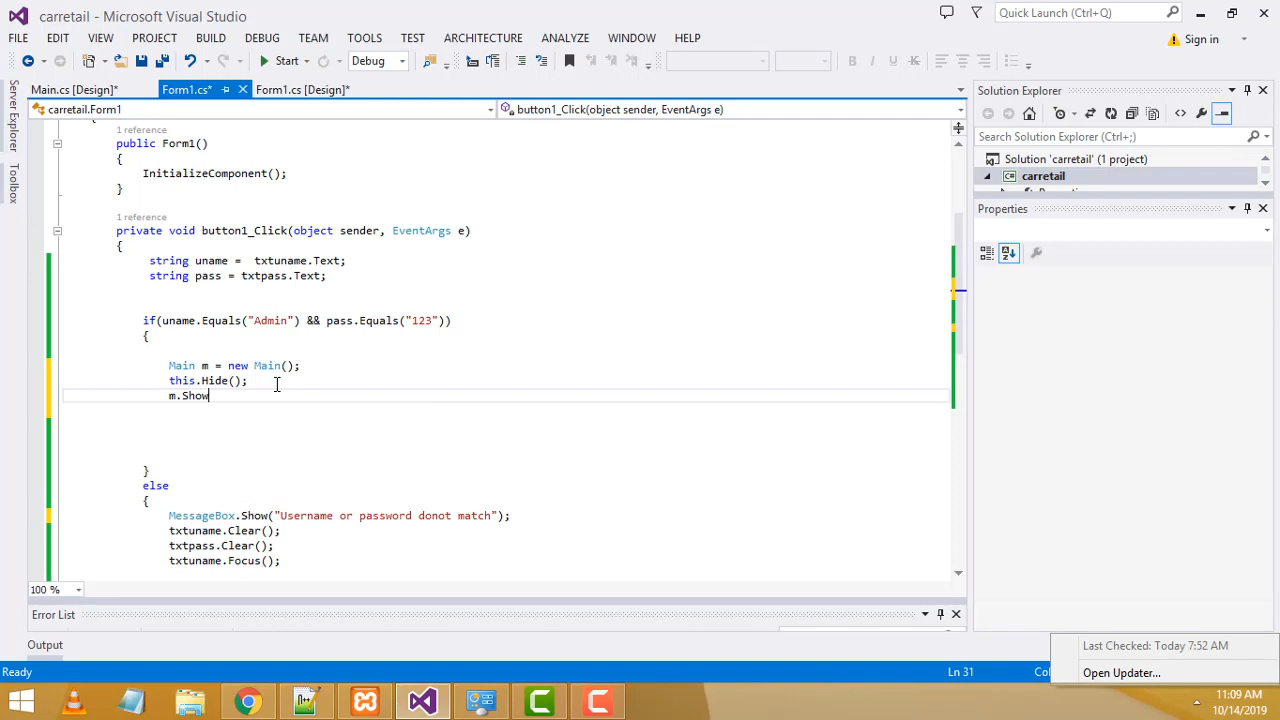 carretail - Microsoft Visual Studio
Quick Launch (Ctrl+Q)
FILE EDIT VIEW PROJECT BUILD DEBUG TEAM TOOLS TEST ARCHITECTURE ANALYZE WINDOW HELP
Sign in
Start Debug
Main.cs [Design]* Form1.cs* Form1.cs [Design]*
carretail.Form1
button1_Click(object sender, EventArgs e)
Server Explorer
Toolbox
1 reference
public Form1()
{
InitializeComponent();
}
1 reference
private void button1_Click(object sender, EventArgs e)
{
string uname = txtuname.Text;
string pass = txtpass.Text;
if(uname.Equals("Admin") && pass.Equals("123"))
{
Main m = new Main();
this.Hide();
m.Show
}
else
{
MessageBox.Show("Username or password donot match");
txtuname.Clear();
txtpass.Clear();
txtuname.Focus();
100 %
Error List
Output
Ready
Ln 31
Solution Explorer
Search Solution Explorer (Ctrl+;)
Solution 'carretail' (1 project)
C# carretail
Properties
Last Checked: Today 7:52 AM
Open Updater...
11:09 AM
10/14/2019